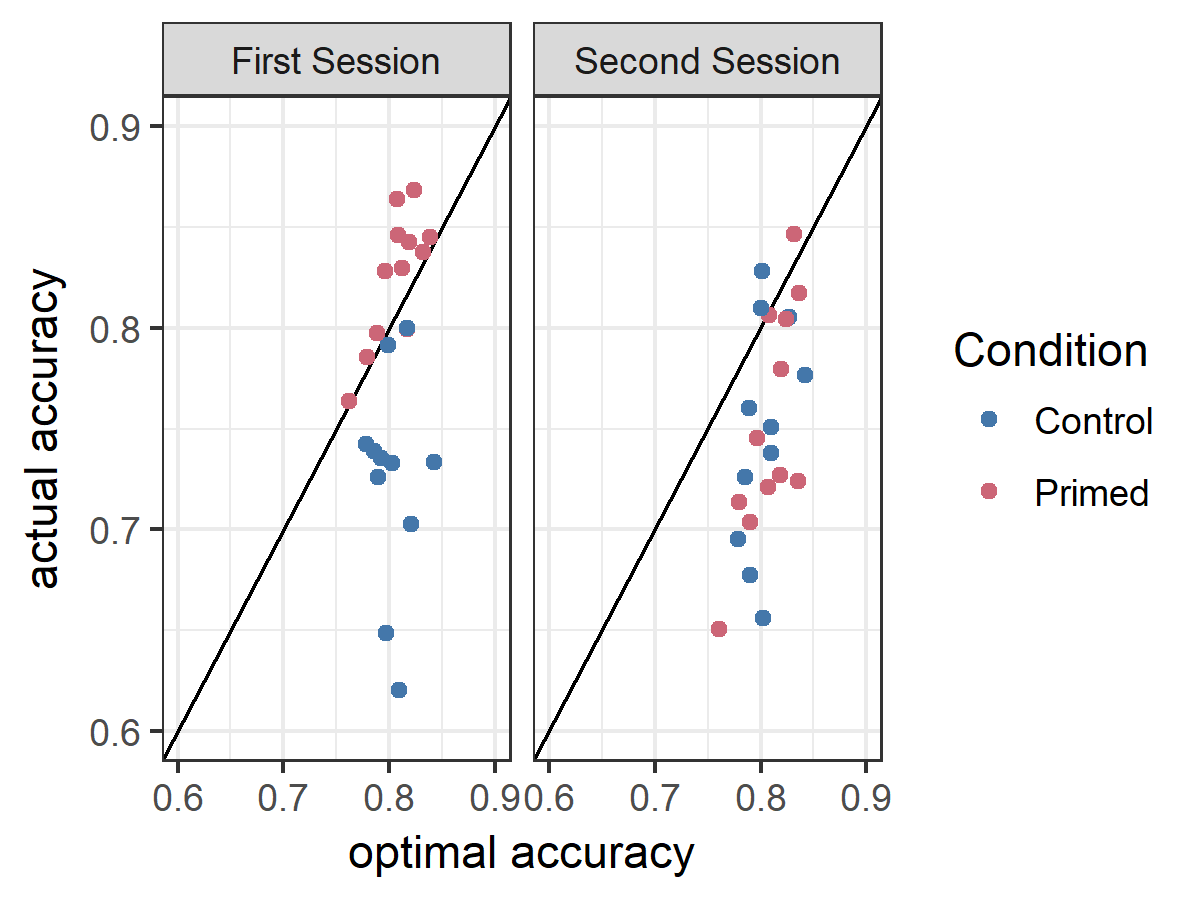 First Session
Second Session
0.9
0.8
0.7
0.6
actual accuracy
0.6 0.7 0.8 0.9
0.6 0.7 0.8 0.9
optimal accuracy
Condition
Control
Primed